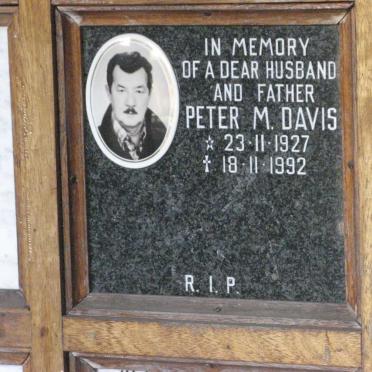 IN MEMORY
OF A DEAR HUSBAND
AND FATHER
PETER M. DAVIS
☆ 23·11·1927
✝ 18·11·1992
R.I.P.